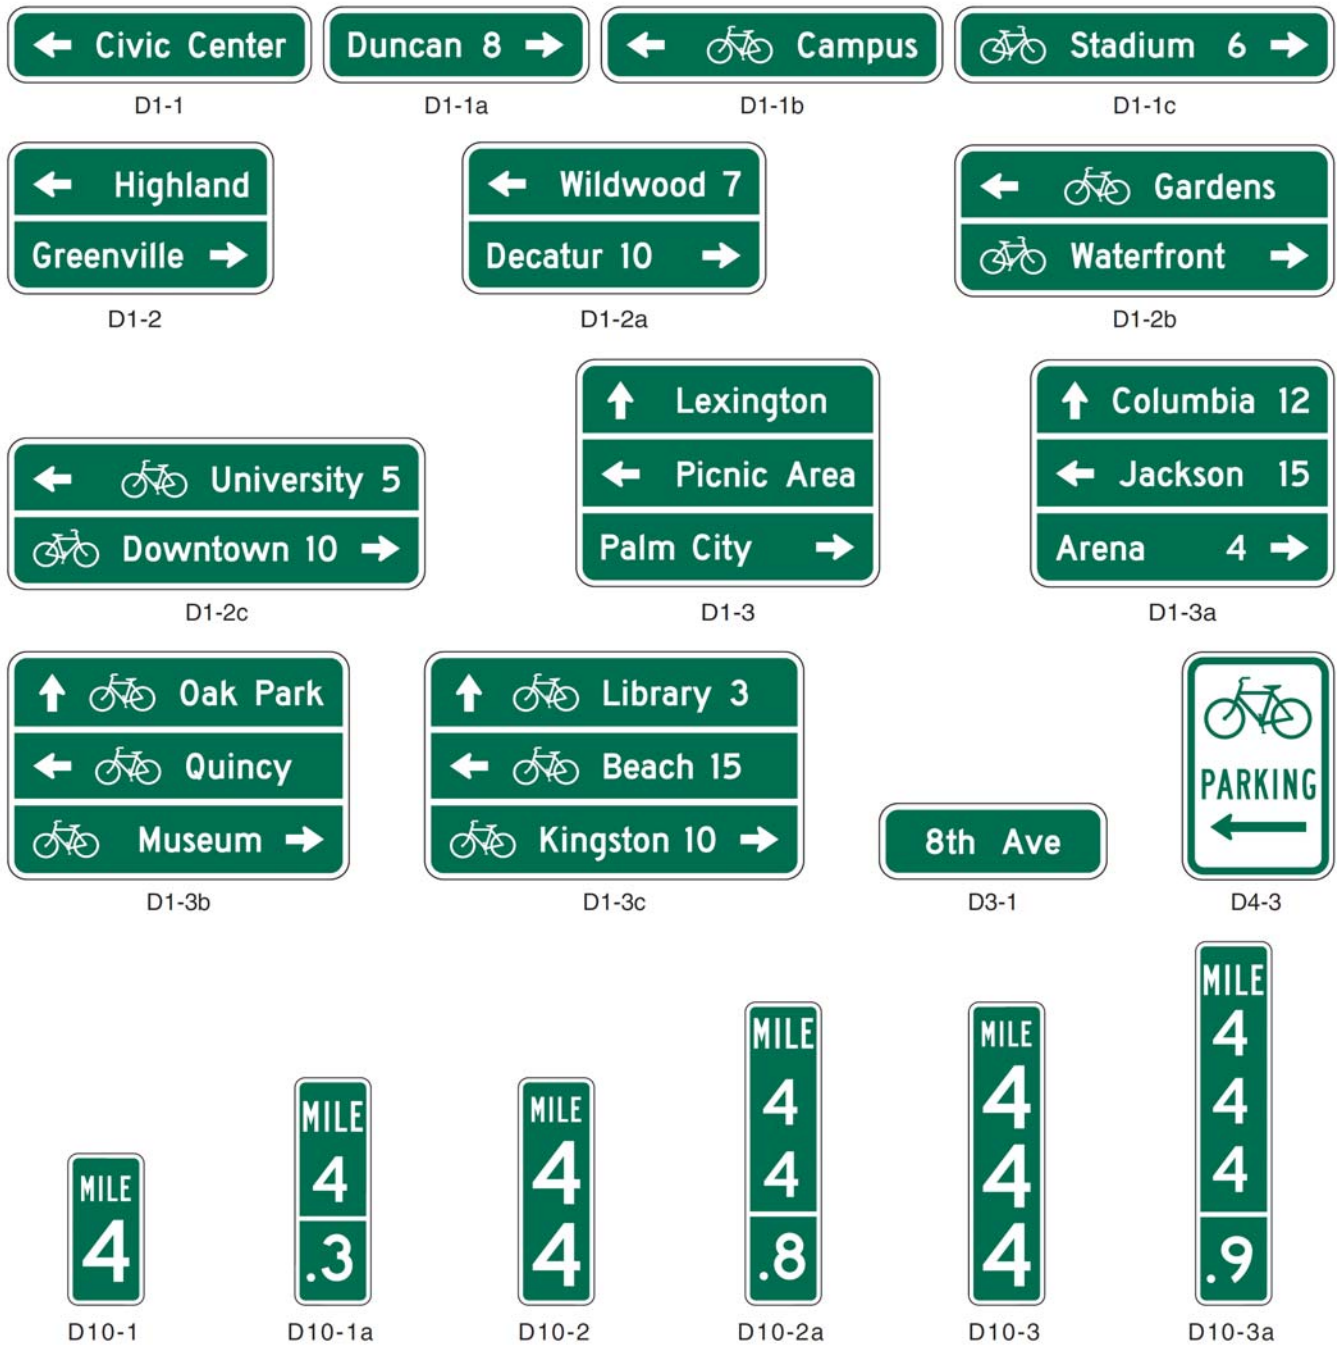 Civic Center
Duncan 8
Campus
Stadium 6
D1-1
D1-1a
D1-1b
D1-1c
Highland
Greenville
Wildwood 7
Decatur 10
Gardens
Waterfront
D1-2
D1-2a
D1-2b
University 5
Downtown 10
Lexington
Picnic Area
Palm City
Columbia 12
Jackson 15
Arena 4
D1-2c
D1-3
D1-3a
Oak Park
Quincy
Museum
Library 3
Beach 15
Kingston 10
8th Ave
PARKING
D1-3b
D1-3c
D3-1
D4-3
MILE
4
MILE
4
.3
MILE
4
4
MILE
4
4
.8
MILE
4
4
4
MILE
4
4
4
.9
D10-1
D10-1a
D10-2
D10-2a
D10-3
D10-3a